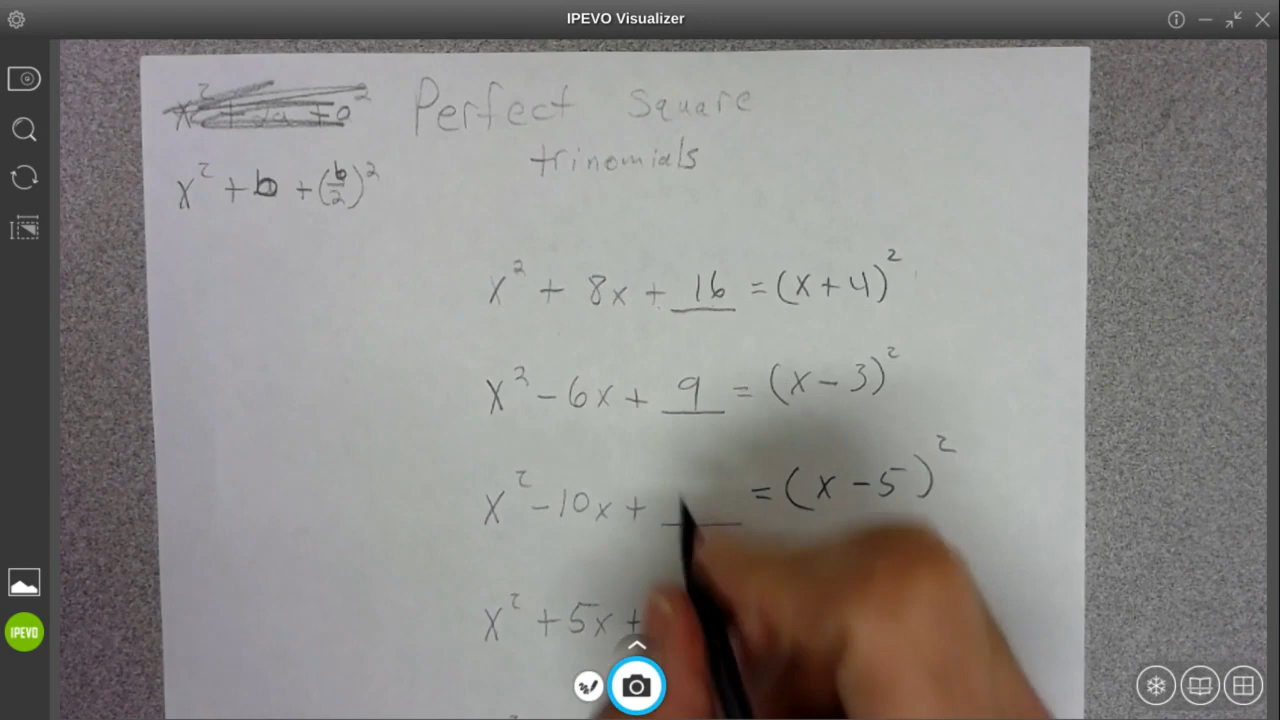 IPEVO Visualizer
Perfect Square
trinomials
x² + b + (b/2)²
x² + 8x + 16 = (x + 4)²
x² - 6x + 9 = (x - 3)²
x² - 10x + __ = (x - 5)²
x² + 5x +
IPEVO